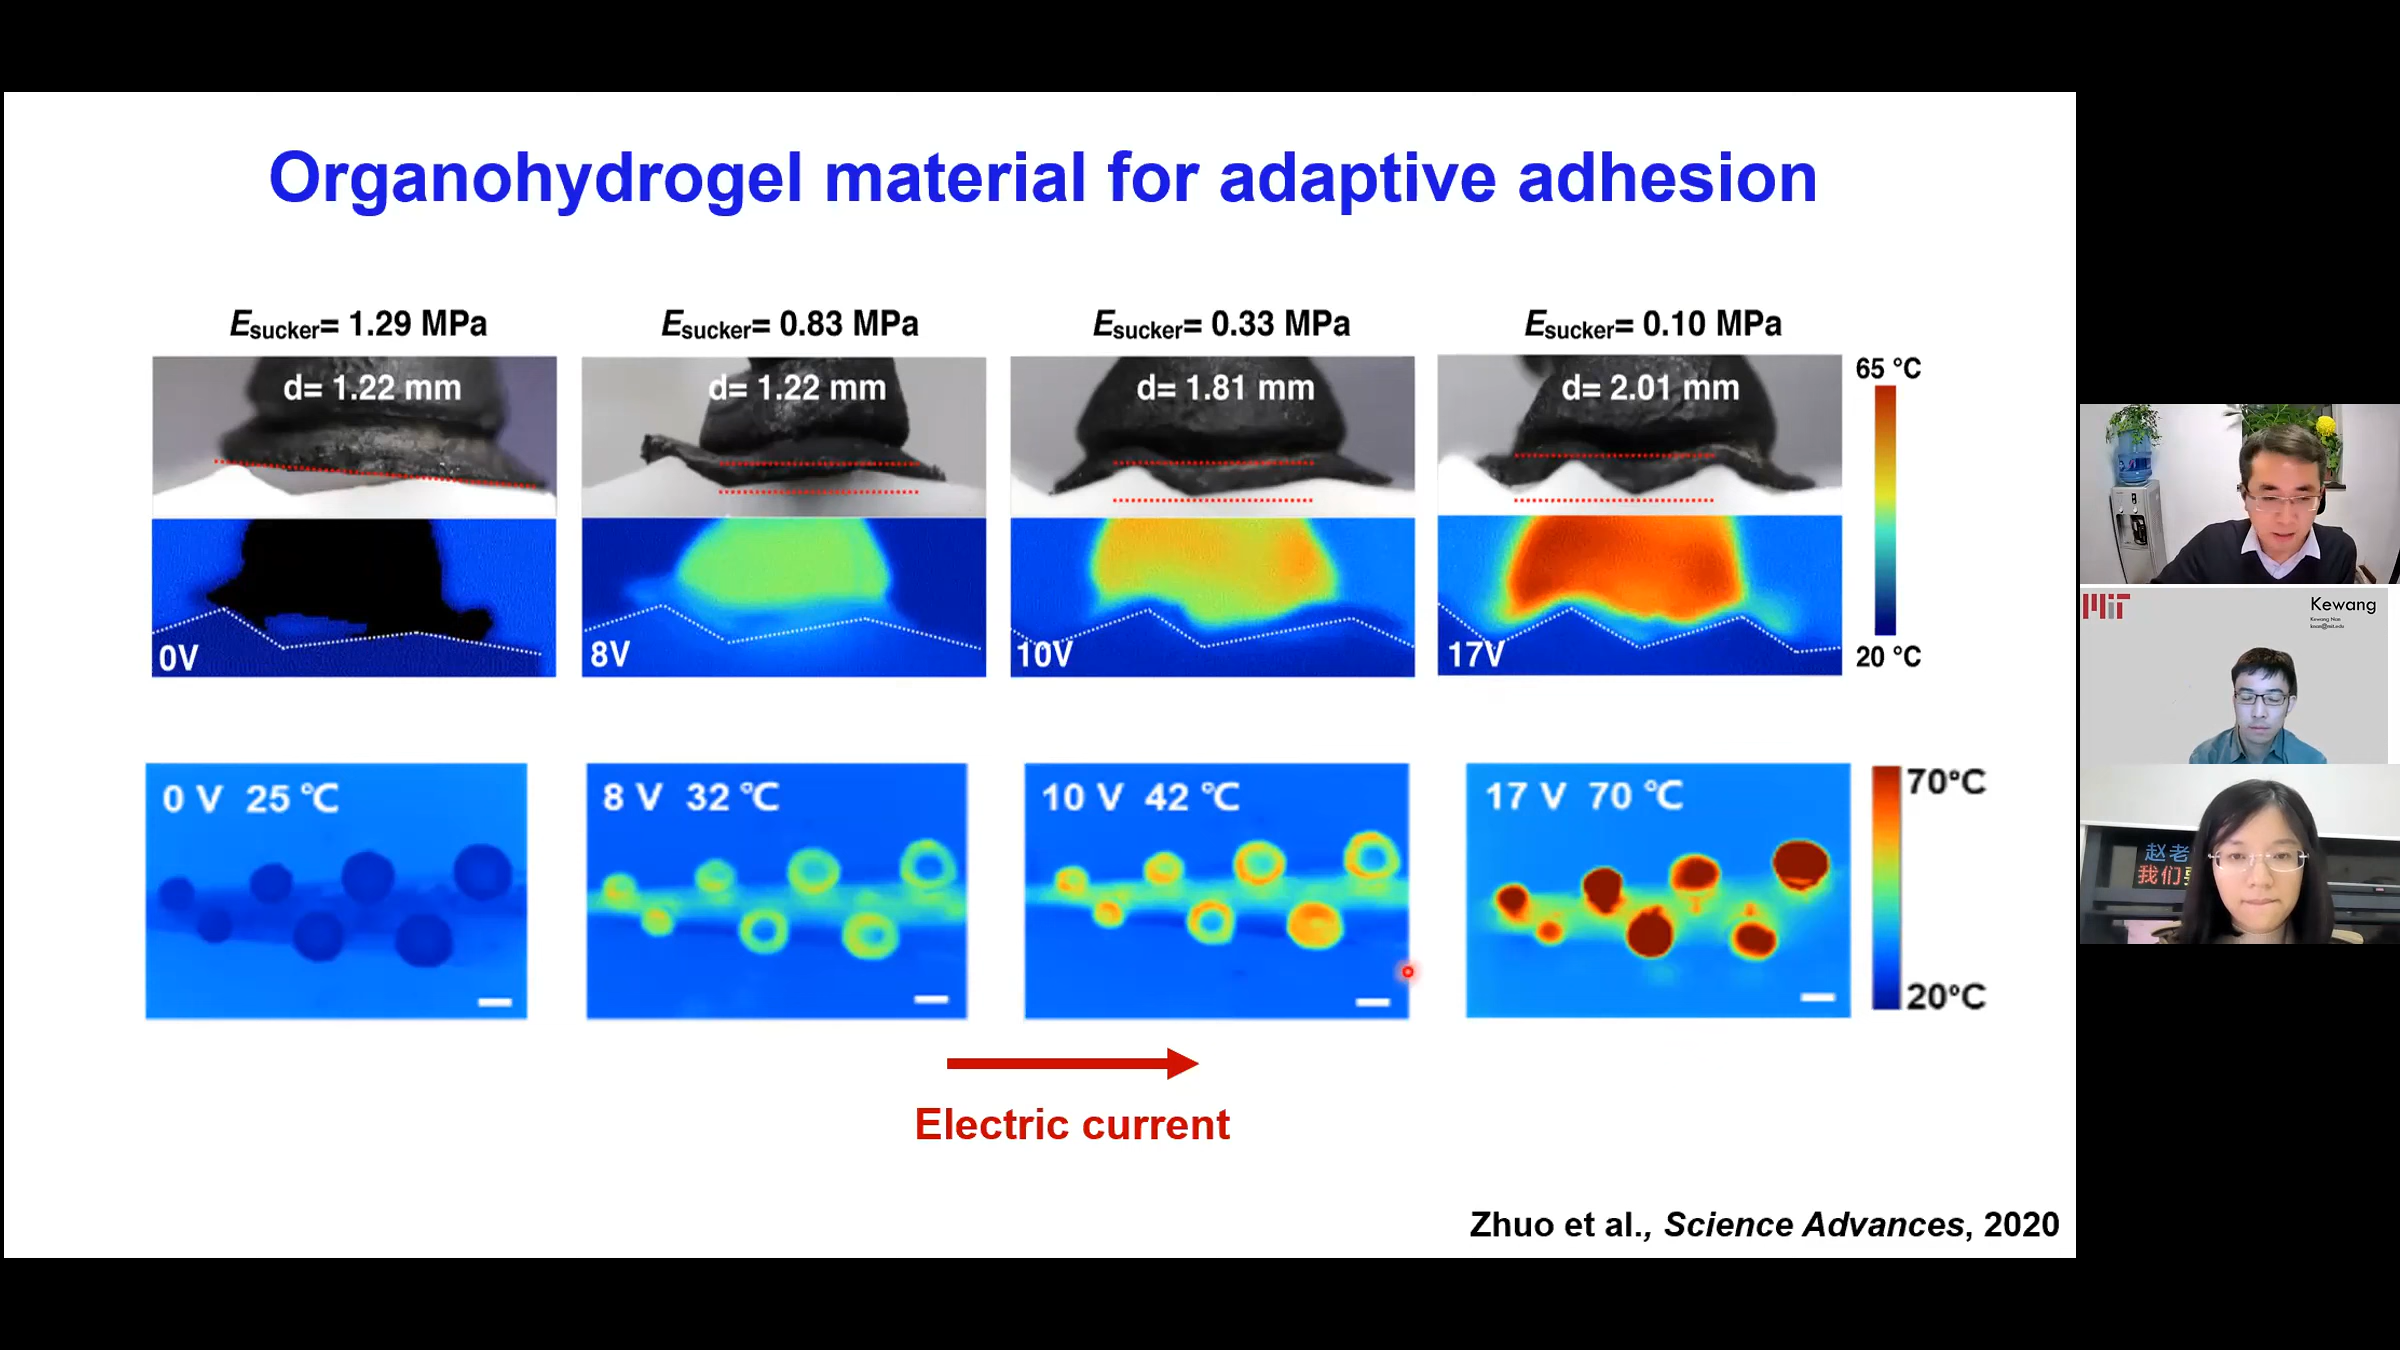 Organohydrogel material for adaptive adhesion
Esucker= 1.29 MPa
Esucker= 0.83 MPa
Esucker= 0.33 MPa
Esucker= 0.10 MPa
d= 1.22 mm
d= 1.22 mm
d= 1.81 mm
d= 2.01 mm
65 °C
0V
8V
10V
17V
20 °C
0 V 25 °C
8 V 32 °C
10 V 42 °C
17 V 70 °C
70°C
20°C
Electric current
Zhuo et al., Science Advances, 2020
MIT
Kewang
Kewang Nan
赵老
我们